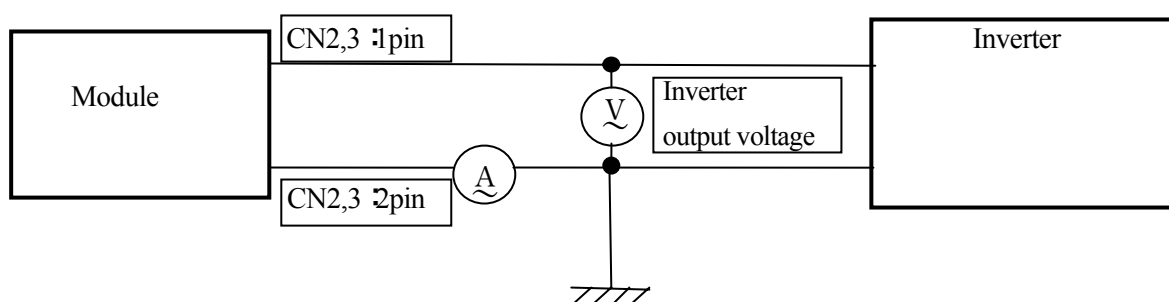 CN2,3 :1pin
Inverter
Module
Inverter
output voltage
V
~
A
~
CN2,3 :2pin